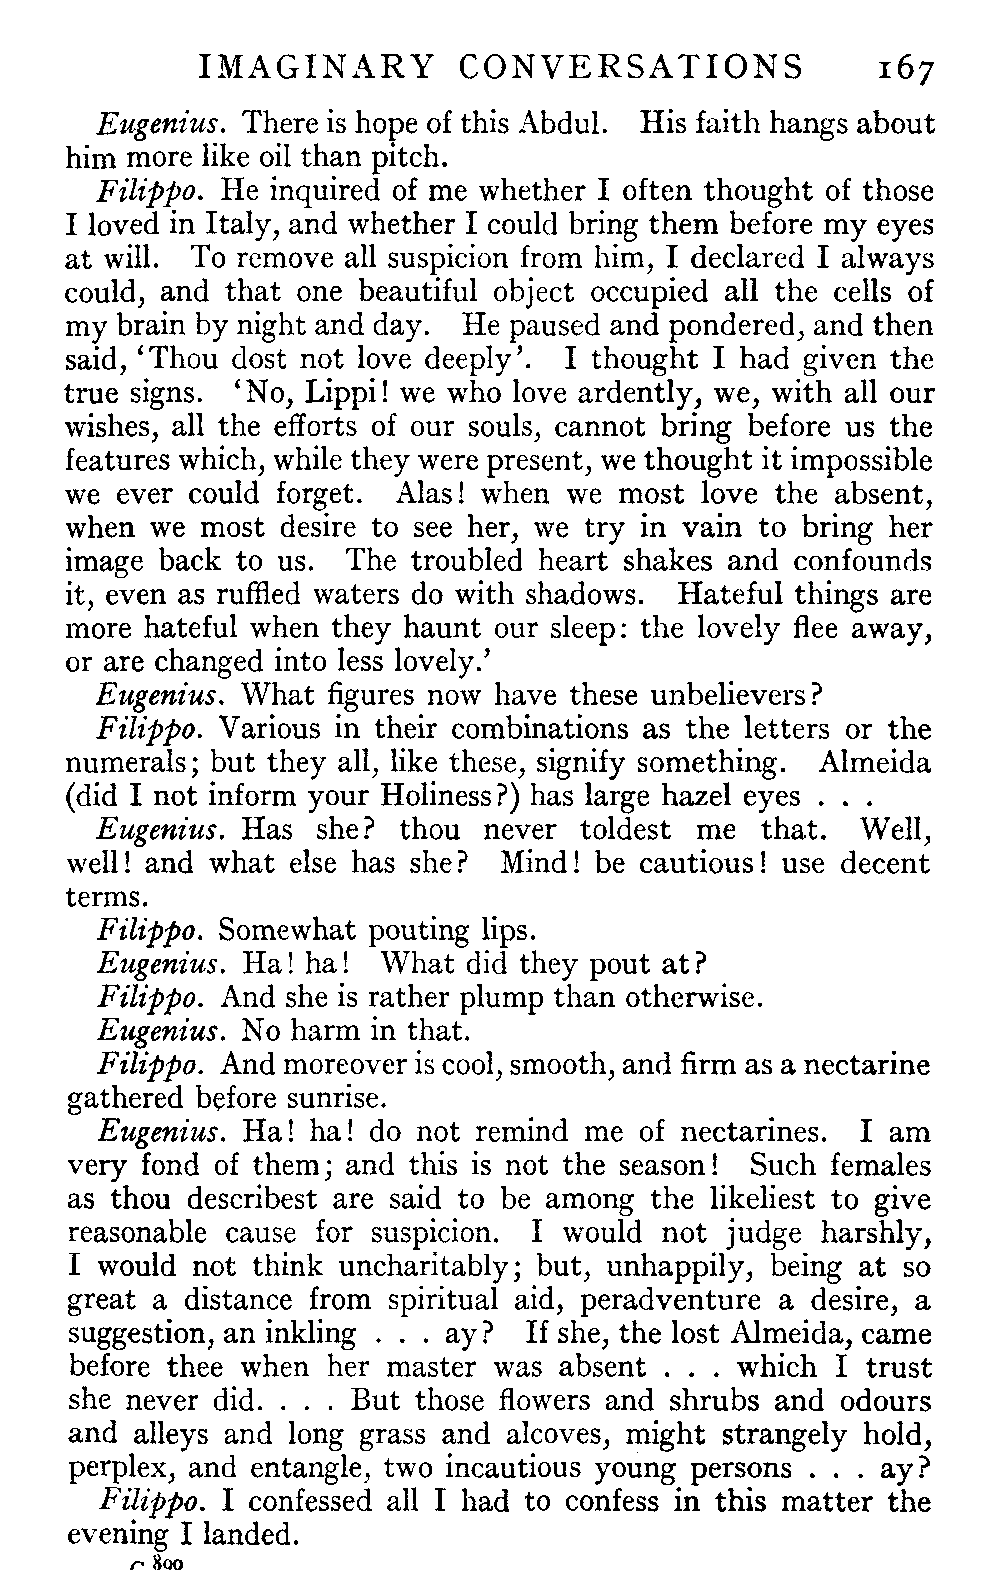 IMAGINARY CONVERSATIONS 167
Eugenius. There is hope of this Abdul. His faith hangs about
him more like oil than pitch.
Filippo. He inquired of me whether I often thought of those
I loved in Italy, and whether I could bring them before my eyes
at will. To remove all suspicion from him, I declared I always
could, and that one beautiful object occupied all the cells of
my brain by night and day. He paused and pondered, and then
said, ‘Thou dost not love deeply’. I thought I had given the
true signs. ‘No, Lippi! we who love ardently, we, with all our
wishes, all the efforts of our souls, cannot bring before us the
features which, while they were present, we thought it impossible
we ever could forget. Alas! when we most love the absent,
when we most desire to see her, we try in vain to bring her
image back to us. The troubled heart shakes and confounds
it, even as ruffled waters do with shadows. Hateful things are
more hateful when they haunt our sleep: the lovely flee away,
or are changed into less lovely.’
Eugenius. What figures now have these unbelievers?
Filippo. Various in their combinations as the letters or the
numerals; but they all, like these, signify something. Almeida
(did I not inform your Holiness?) has large hazel eyes . . .
Eugenius. Has she? thou never toldest me that. Well,
well! and what else has she? Mind! be cautious! use decent
terms.
Filippo. Somewhat pouting lips.
Eugenius. Ha! ha! What did they pout at?
Filippo. And she is rather plump than otherwise.
Eugenius. No harm in that.
Filippo. And moreover is cool, smooth, and firm as a nectarine
gathered before sunrise.
Eugenius. Ha! ha! do not remind me of nectarines. I am
very fond of them; and this is not the season! Such females
as thou describest are said to be among the likeliest to give
reasonable cause for suspicion. I would not judge harshly,
I would not think uncharitably; but, unhappily, being at so
great a distance from spiritual aid, peradventure a desire, a
suggestion, an inkling . . . ay? If she, the lost Almeida, came
before thee when her master was absent . . . which I trust
she never did. . . . But those flowers and shrubs and odours
and alleys and long grass and alcoves, might strangely hold,
perplex, and entangle, two incautious young persons . . . ay?
Filippo. I confessed all I had to confess in this matter the
evening I landed.